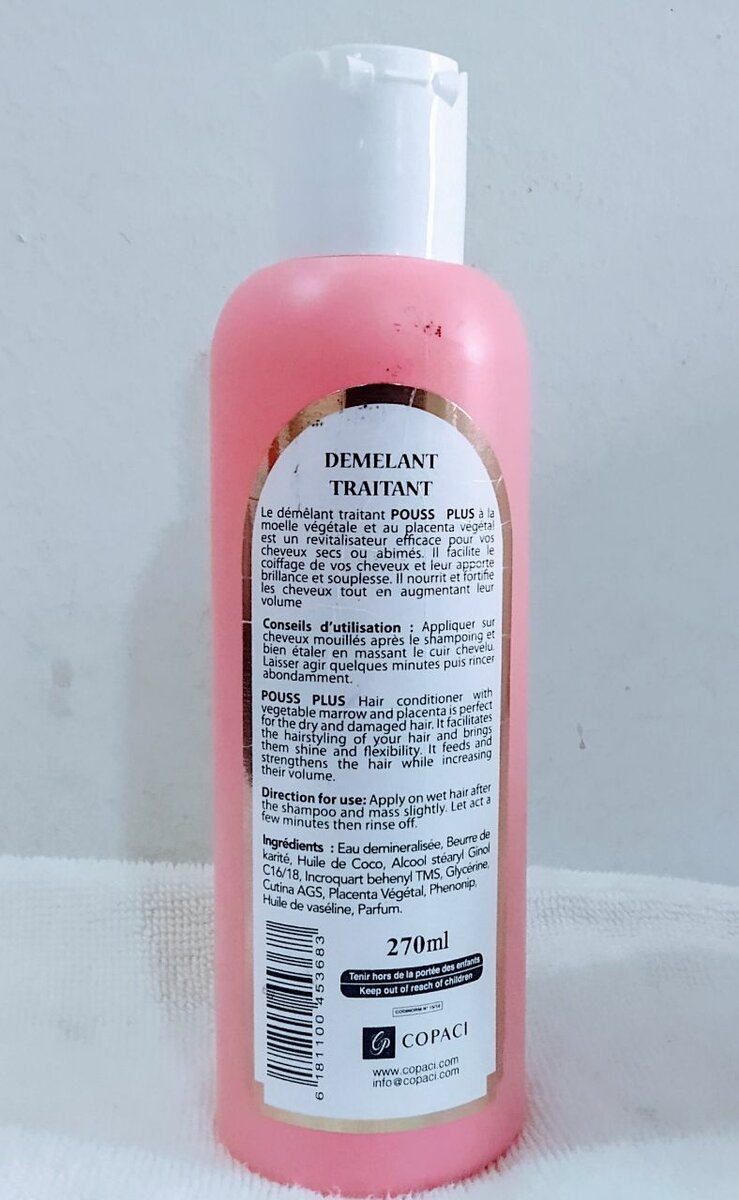 DEMELANT
TRAITANT
Le démêlant traitant POUSS PLUS à la
moelle végétale et au placenta végétal
est un revitalisateur efficace pour vos
cheveux secs ou abimés. Il facilite le
coiffage de vos cheveux et leur apporte
brillance et souplesse. Il nourrit et fortifie
les cheveux tout en augmentant leur
volume
Conseils d'utilisation : Appliquer sur
cheveux mouillés après le shampoing et
bien étaler en massant le cuir chevelu.
Laisser agir quelques minutes puis rincer
abondamment.
POUSS PLUS Hair conditioner with
vegetable marrow and placenta is perfect
for the dry and damaged hair. It facilitates
the hairstyling of your hair and brings
them shine and flexibility. It feeds and
strengthens the hair while increasing
their volume.
Direction for use: Apply on wet hair after
the shampoo and mass slightly. Let act a
few minutes then rinse off.
Ingrédients : Eau demineralisée, Beurre de
karité, Huile de Coco, Alcool stéaryl Ginol
C16/18, Incroquart behenyl TMS, Glycérine,
Cutina AGS, Placenta Végétal, Phenonip,
Huile de vaséline, Parfum.
270ml
Tenir hors de la portée des enfants
Keep out of reach of children
CP COPACI
www.copaci.com
info@copaci.com
6 181100 453683